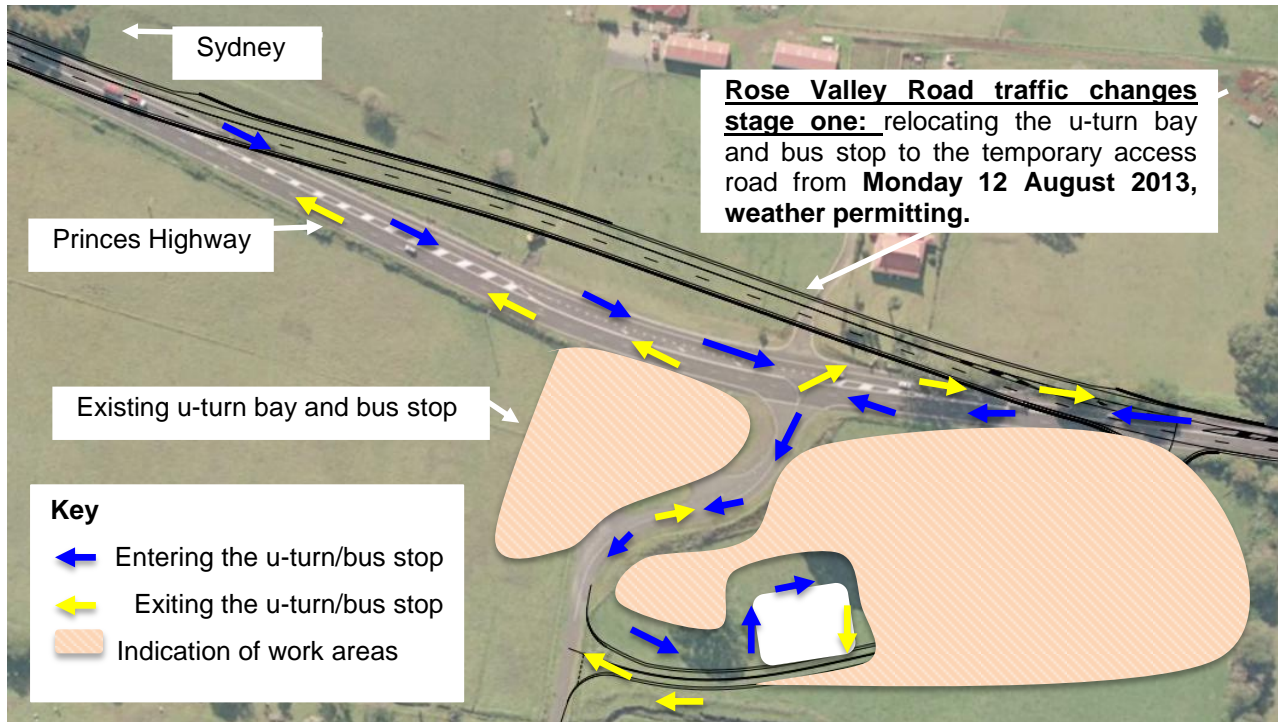 Sydney
Rose Valley Road traffic changes
stage one: relocating the u-turn bay
and bus stop to the temporary access
road from Monday 12 August 2013,
weather permitting.
Princes Highway
Existing u-turn bay and bus stop
Key
Entering the u-turn/bus stop
Exiting the u-turn/bus stop
Indication of work areas